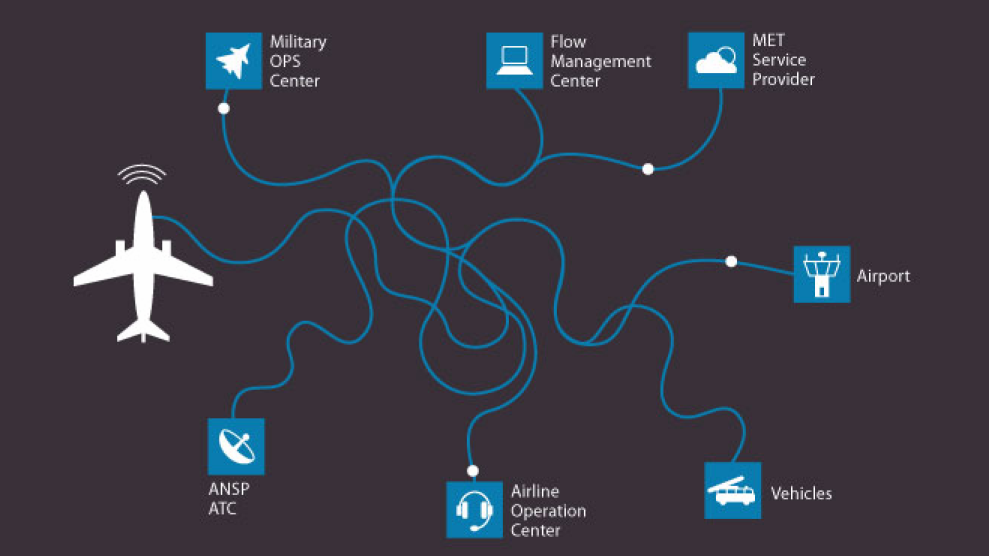 Military
OPS
Center
Flow
Management
Center
MET
Service
Provider
Airport
ANSP
ATC
Airline
Operation
Center
Vehicles